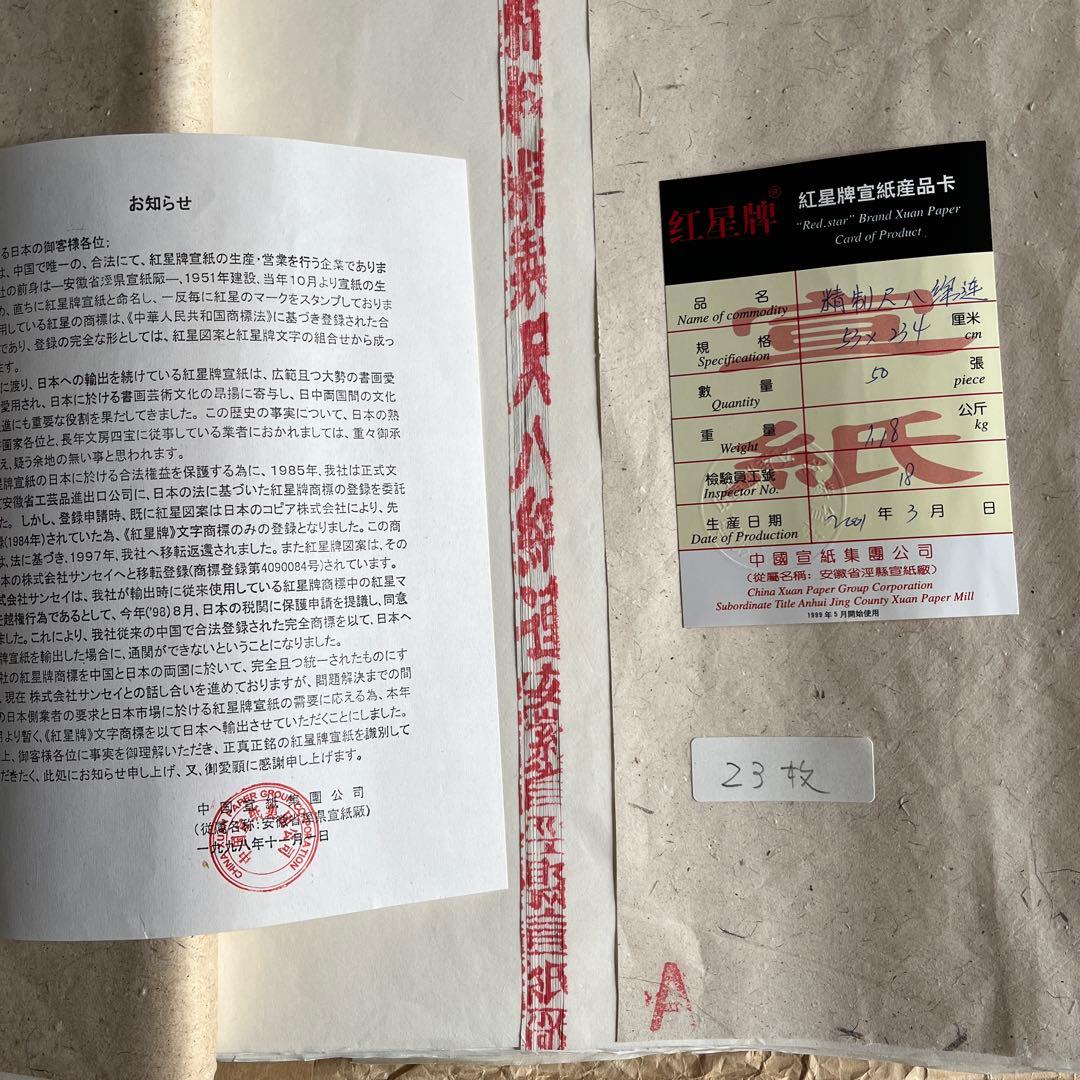 お知らせ
る日本の御客様各位;
は、中国で唯一の、合法にて、紅星牌宣紙の生産・営業を行う企業でありま
社の前身は―安徽省涇県宣紙厰―、1951年建設、当年10月より宣紙の生
め、直ちに紅星牌宣紙と命名し、一反毎に紅星のマークをスタンプしておりま
用している紅星の商標は、《中華人民共和国商標法》に基づき登録された合
であり、登録の完全な形としては、紅星図案と紅星牌文字の組合せから成っ
ます。
に渡り、日本への輸出を続けている紅星牌宣紙は、広範且つ大勢の書画愛
愛用され、日本に於ける書画芸術文化の昂揚に寄与し、日中両国間の文化
進にも重要な役割を果だしてきました。この歴史の事実について、日本の熟
画家各位と、長年文房四宝に従事している業者におかれましては、重々御承
え、疑う余地の無い事と思われます。
牌宣紙の日本に於ける合法権益を保護する為に、1985年、我社は正式文
て安徽省工芸品進出口公司に、日本の法に基づいた紅星牌商標の登録を委託
た。しかし、登録申請時、既に紅星図案は日本のコピア株式会社により、先
録(1984年)されていた為、《紅星牌》文字商標のみの登録となりました。この商
は、法に基づき、1997年、我社へ移転返還されました。また紅星牌図案は、その
本の株式会社サンセイへと移転登録(商標登録第4090084号)されています。
式会社サンセイは、我社が輸出時に従来使用している紅星牌商標中の紅星マ
を越権行為であるとして、今年('98)8月、日本の税関に保護申請を提議し、同意
ました。これにより、我社従来の中国で合法登録された完全商標を以て、日本へ
牌宣紙を輸出した場合に、通関ができないということになりました。
社の紅星牌商標を中国と日本の両国に於いて、完全且つ統一されたものにす
、現在 株式会社サンセイとの話し合いを進めておりますが、問題解決までの間
の日本側業者の要求と日本市場に於ける紅星牌宣紙の需要に応える為、本年
月より暫く、《紅星牌》文字商標を以て日本へ輸出させていただくことにしました。
上、御客様各位に事実を御理解いただき、正真正銘の紅星牌宣紙を識別して
だきたく、此処にお知らせ申し上げ、又、御愛顧に感謝申し上げます。
中国宣紙集團公司
(従属名称:安徽省涇県宣紙厰)
一九九八年十一月一日
紅星牌®
紅星牌宣紙産品卡
"Red.star" Brand Xuan Paper
Card of Product
品 名 精制尺八綿连
Name of commodity
規 格 53×234 厘米
Specification cm
數 量 50 張
Quantity piece
重 量 1.18 公斤
Weight kg
檢驗員工號 18
Inspector No.
生産日期 2001年3月 日
Date of Production
宣紙
中國宣紙集團公司
(從屬名稱：安徽省涇縣宣紙廠)
China Xuan Paper Group Corporation
Subordinate Title Anhui Jing County Xuan Paper Mill
1999年5月開始使用
23枚
A